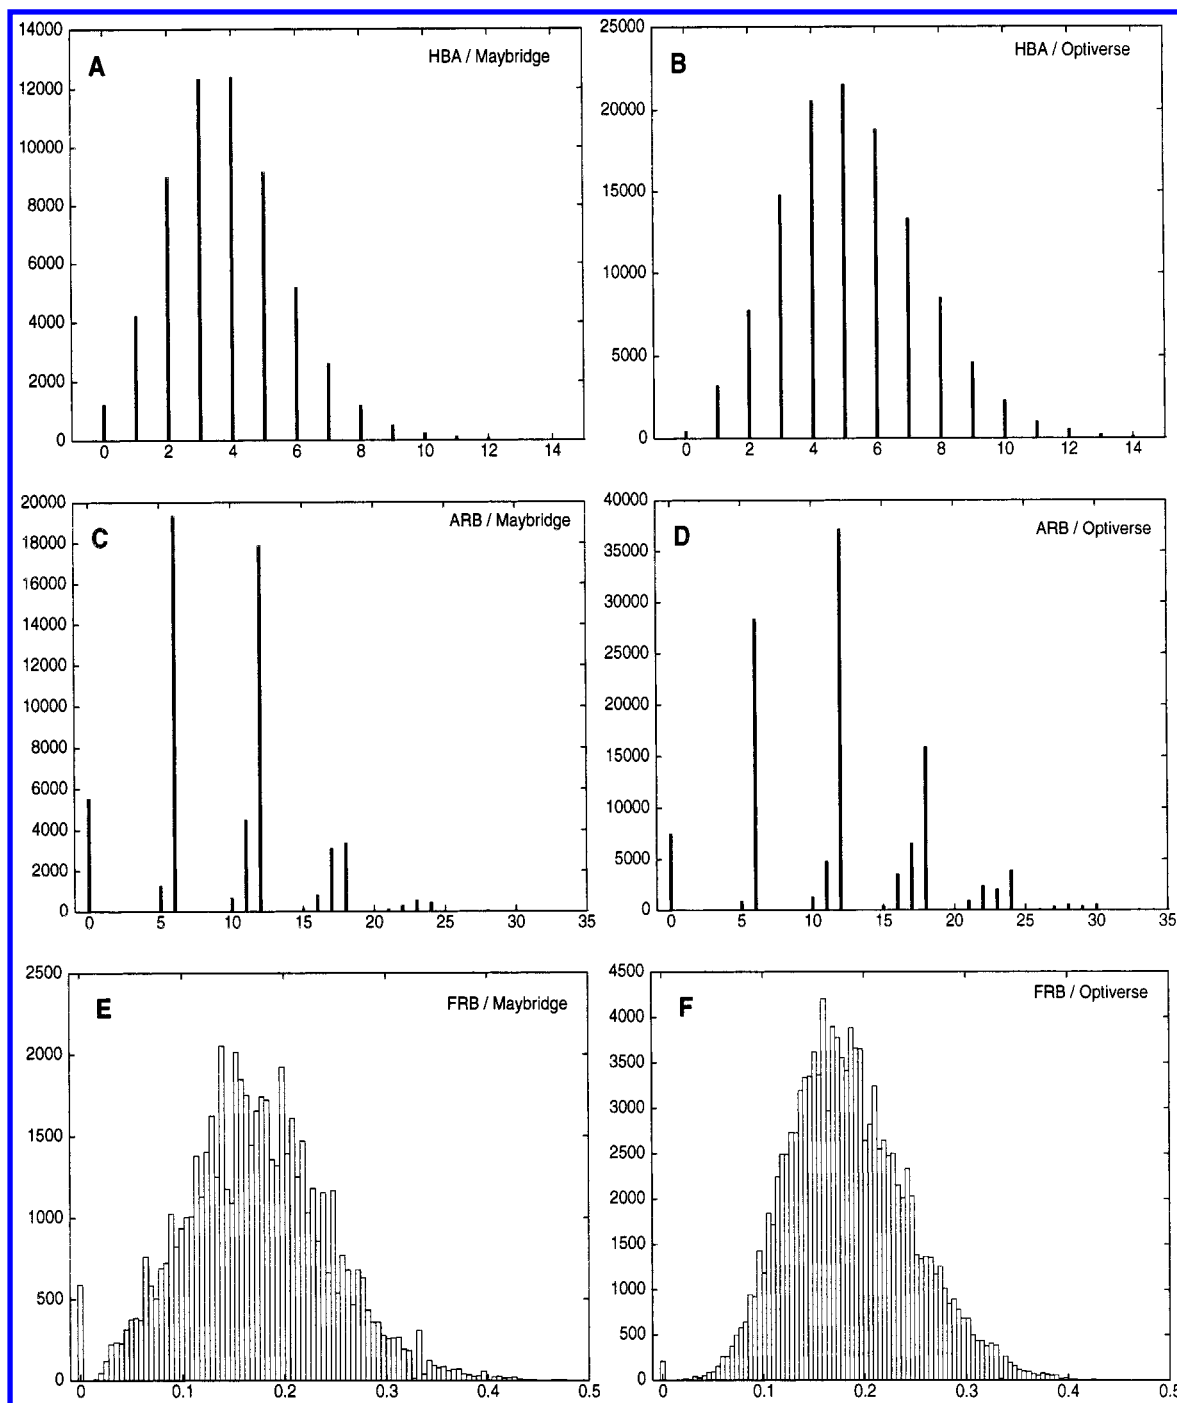 A
HBA / Maybridge
14000
12000
10000
8000
6000
4000
2000
0
0 2 4 6 8 10 12 14
B
HBA / Optiverse
25000
20000
15000
10000
5000
0
0 2 4 6 8 10 12 14
C
ARB / Maybridge
20000
18000
16000
14000
12000
10000
8000
6000
4000
2000
0
0 5 10 15 20 25 30 35
D
ARB / Optiverse
40000
35000
30000
25000
20000
15000
10000
5000
0
0 5 10 15 20 25 30 35
E
FRB / Maybridge
2500
2000
1500
1000
500
0
0 0.1 0.2 0.3 0.4 0.5
F
FRB / Optiverse
4500
4000
3500
3000
2500
2000
1500
1000
500
0
0 0.1 0.2 0.3 0.4 0.5